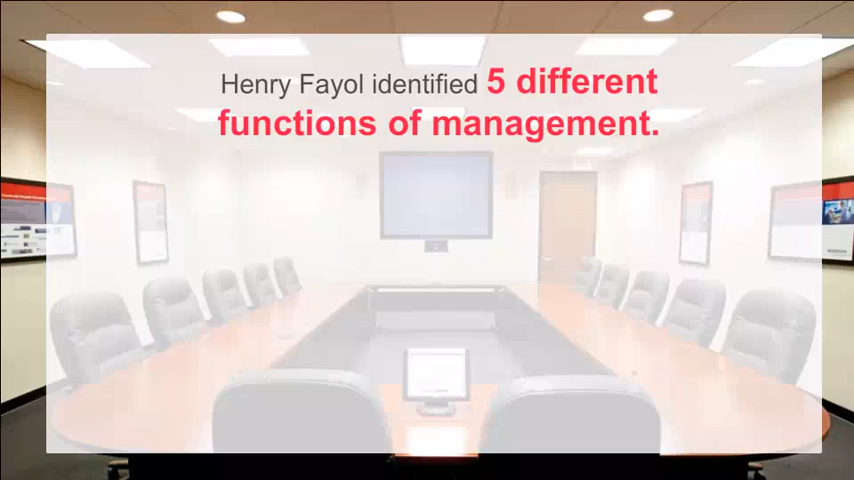 Henry Fayol identified 5 different
functions of management.